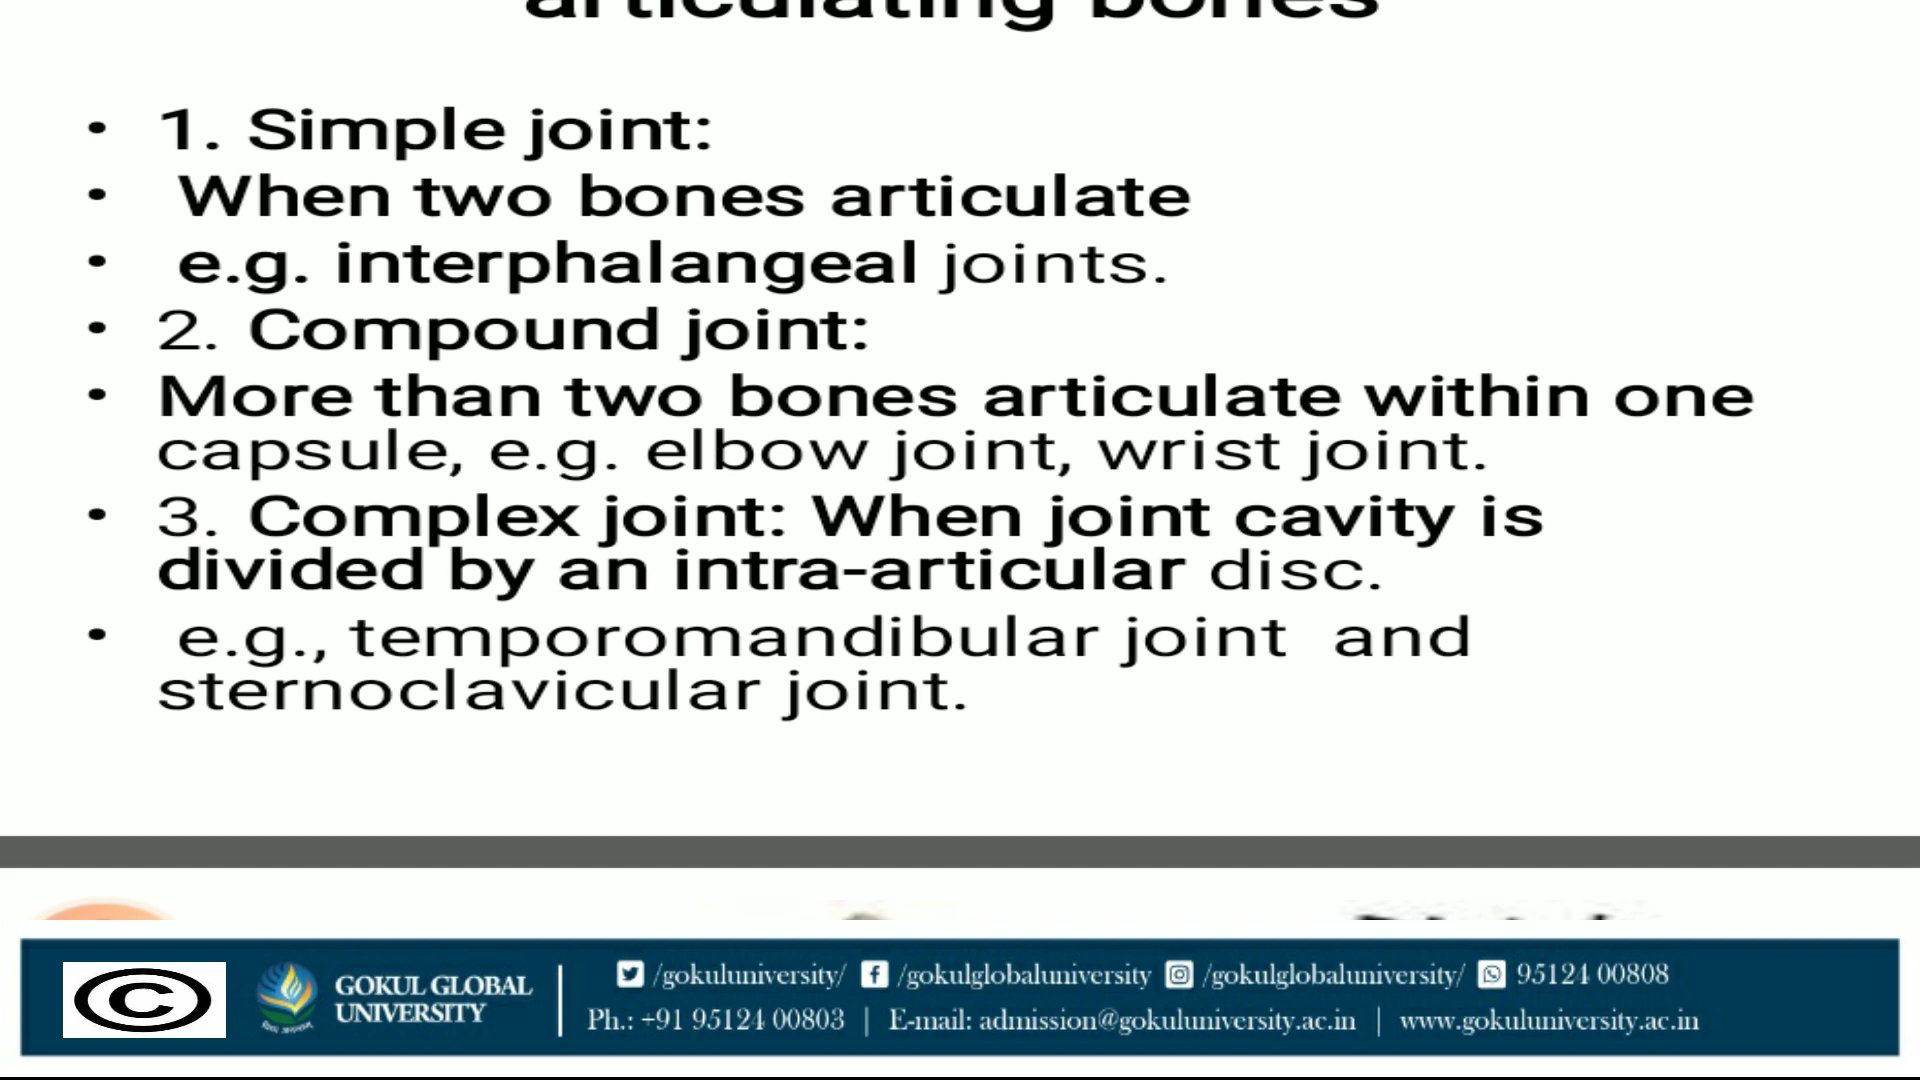 articulating bones
• 1. Simple joint:
• When two bones articulate
• e.g. interphalangeal joints.
• 2. Compound joint:
• More than two bones articulate within one
capsule, e.g. elbow joint, wrist joint.
• 3. Complex joint: When joint cavity is
divided by an intra-articular disc.
• e.g., temporomandibular joint and
sternoclavicular joint.
©
GOKUL GLOBAL
UNIVERSITY
/gokuluniversity/ /gokulglobaluniversity /gokulglobaluniversity/ 95124 00808
Ph.: +91 95124 00803 | E-mail: admission@gokuluniversity.ac.in | www.gokuluniversity.ac.in